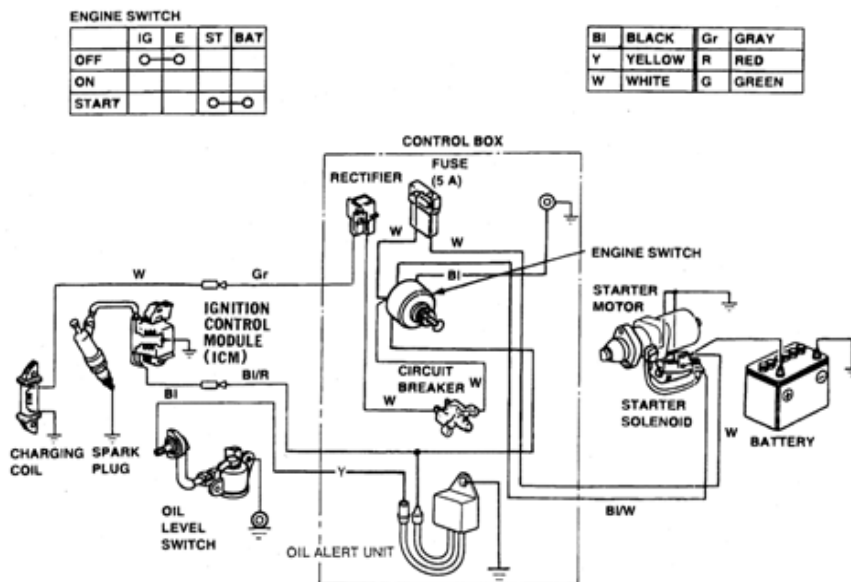 ENGINE SWITCH
IG E ST BAT
OFF
ON
START
Bl BLACK Gr GRAY
Y YELLOW R RED
W WHITE G GREEN
CONTROL BOX
RECTIFIER
FUSE
(5 A)
W
W
W
Gr
Bl
ENGINE SWITCH
IGNITION
CONTROL
MODULE
(ICM)
STARTER
MOTOR
CIRCUIT
BREAKER
W
W
Bl/R
Bl
CHARGING
COIL
SPARK
PLUG
STARTER
SOLENOID
W
BATTERY
Y
OIL
LEVEL
SWITCH
Bl/W
OIL ALERT UNIT